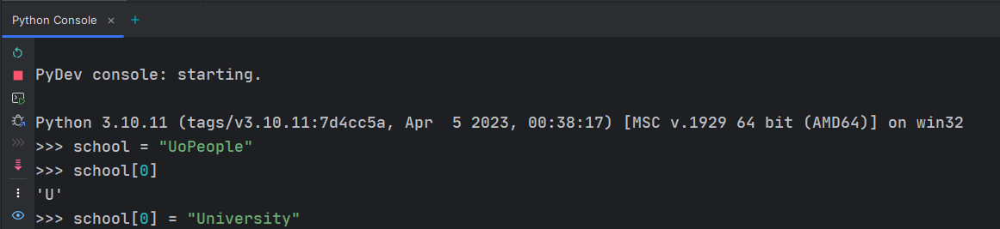 Python Console × +
PyDev console: starting.
Python 3.10.11 (tags/v3.10.11:7d4cc5a, Apr  5 2023, 00:38:17) [MSC v.1929 64 bit (AMD64)] on win32
>>> school = "UoPeople"
>>> school[0]
'U'
>>> school[0] = "University"